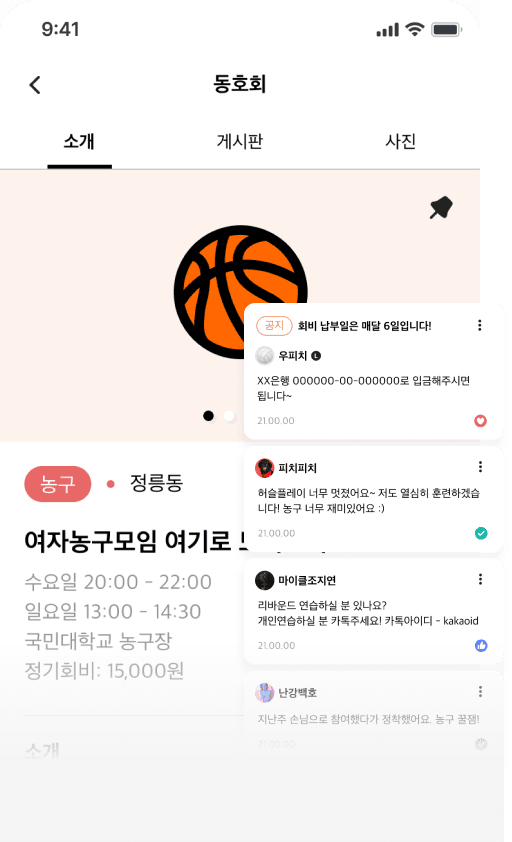 9:41
동호회
소개 게시판 사진
공지 회비 납부일은 매달 6일입니다!
우피치 L
XX은행 000000-00-000000로 입금해주시면
됩니다~
21.00.00
피치피치
허슬플레이 너무 멋졌어요~ 저도 열심히 훈련하겠습
니다! 농구 너무 재미있어요 :)
21.00.00
마이클조지연
리바운드 연습하실 분 있나요?
개인연습하실 분 카톡주세요! 카톡아이디 - kakaoid
21.00.00
난강백호
지난주 손님으로 참여했다가 정착했어요. 농구 꿀잼!
21.00.00
농구 • 정릉동
여자농구모임 여기로
수요일 20:00 - 22:00
일요일 13:00 - 14:30
국민대학교 농구장
정기회비: 15,000원
소개